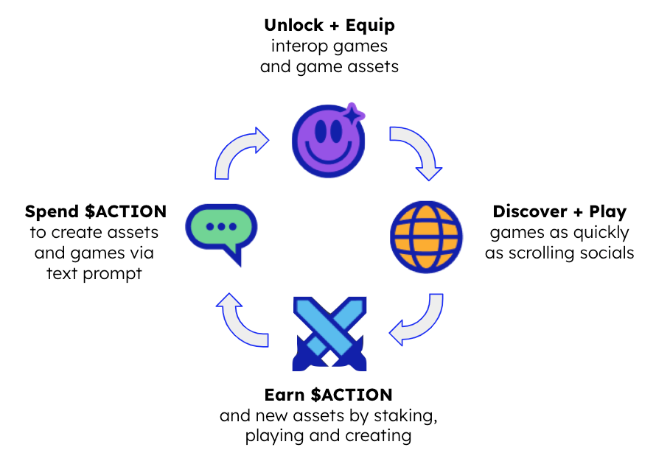 Unlock + Equip
interop games
and game assets
Discover + Play
games as quickly
as scrolling socials
Earn $ACTION
and new assets by staking,
playing and creating
Spend $ACTION
to create assets
and games via
text prompt